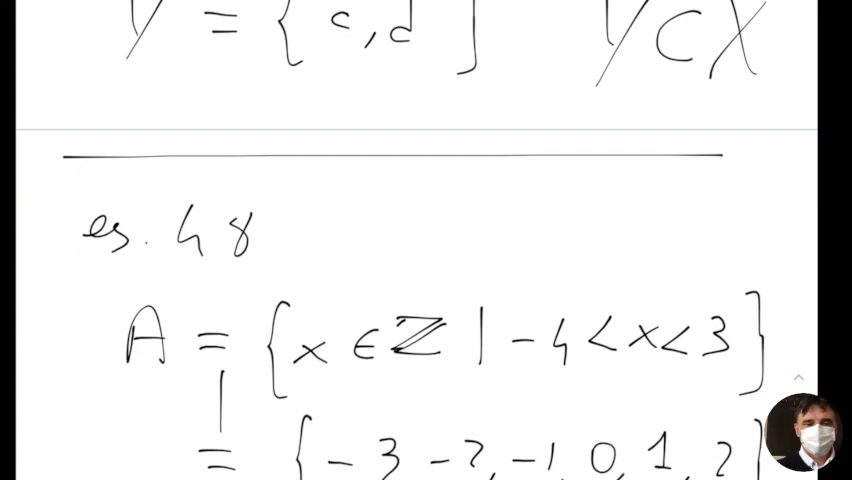 Y = { c, d } Y ⊂ X
es. 48
A = { x ∈ ℤ | -4 < x < 3 }
= { -3 -2, -1, 0, 1, 2 }